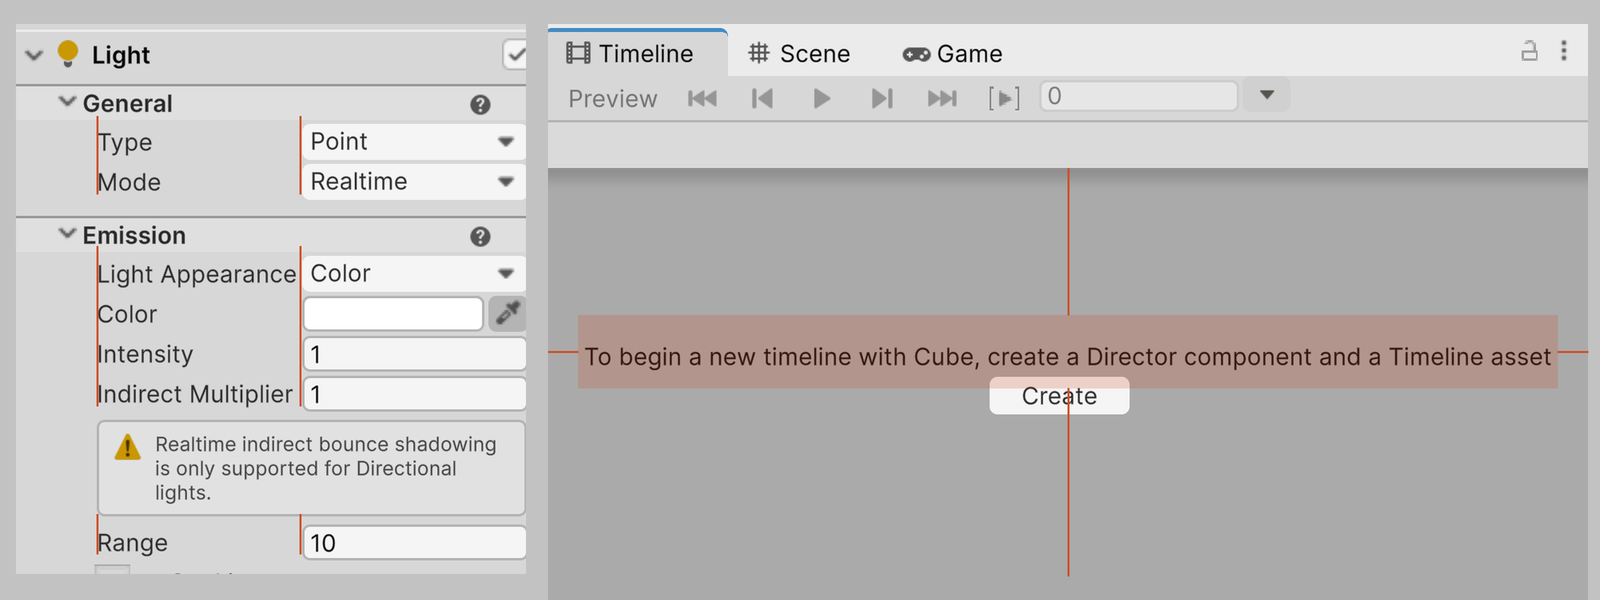 Light
General
Type
Point
Mode
Realtime
Emission
Light Appearance
Color
Color
Intensity
1
Indirect Multiplier
1
Realtime indirect bounce shadowing
is only supported for Directional
lights.
Range
10
Timeline
Scene
Game
Preview
0
To begin a new timeline with Cube, create a Director component and a Timeline asset
Create